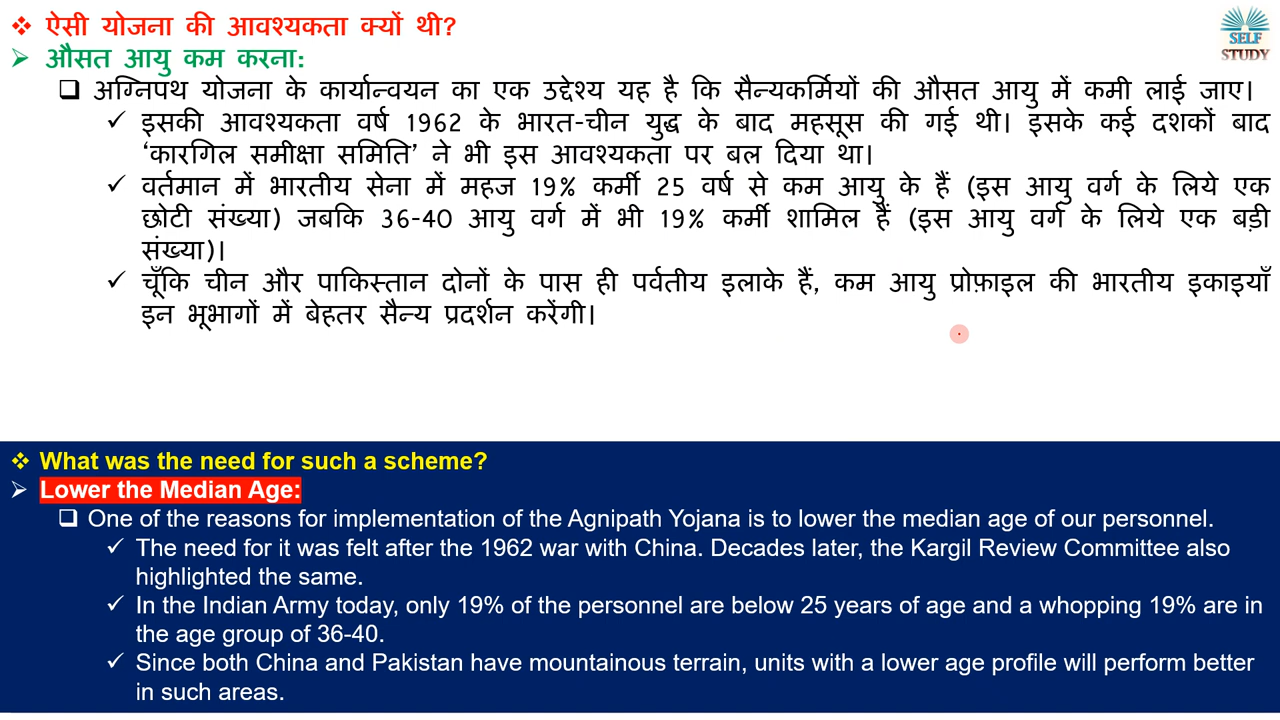 ❖ ऐसी योजना की आवश्यकता क्यों थी?
SELF
STUDY
➢ औसत आयु कम करना:
❑ अग्निपथ योजना के कार्यान्वयन का एक उद्देश्य यह है कि सैन्यकर्मियों की औसत आयु में कमी लाई जाए।
✓ इसकी आवश्यकता वर्ष 1962 के भारत-चीन युद्ध के बाद महसूस की गई थी। इसके कई दशकों बाद
‘कारगिल समीक्षा समिति’ ने भी इस आवश्यकता पर बल दिया था।
✓ वर्तमान में भारतीय सेना में महज 19% कर्मी 25 वर्ष से कम आयु के हैं (इस आयु वर्ग के लिये एक
छोटी संख्या) जबकि 36-40 आयु वर्ग में भी 19% कर्मी शामिल हैं (इस आयु वर्ग के लिये एक बड़ी
संख्या)।
✓ चूँकि चीन और पाकिस्तान दोनों के पास ही पर्वतीय इलाके हैं, कम आयु प्रोफ़ाइल की भारतीय इकाइयाँ
इन भूभागों में बेहतर सैन्य प्रदर्शन करेंगी।
❖ What was the need for such a scheme?
➢ Lower the Median Age:
❑ One of the reasons for implementation of the Agnipath Yojana is to lower the median age of our personnel.
✓ The need for it was felt after the 1962 war with China. Decades later, the Kargil Review Committee also
highlighted the same.
✓ In the Indian Army today, only 19% of the personnel are below 25 years of age and a whopping 19% are in
the age group of 36-40.
✓ Since both China and Pakistan have mountainous terrain, units with a lower age profile will perform better
in such areas.